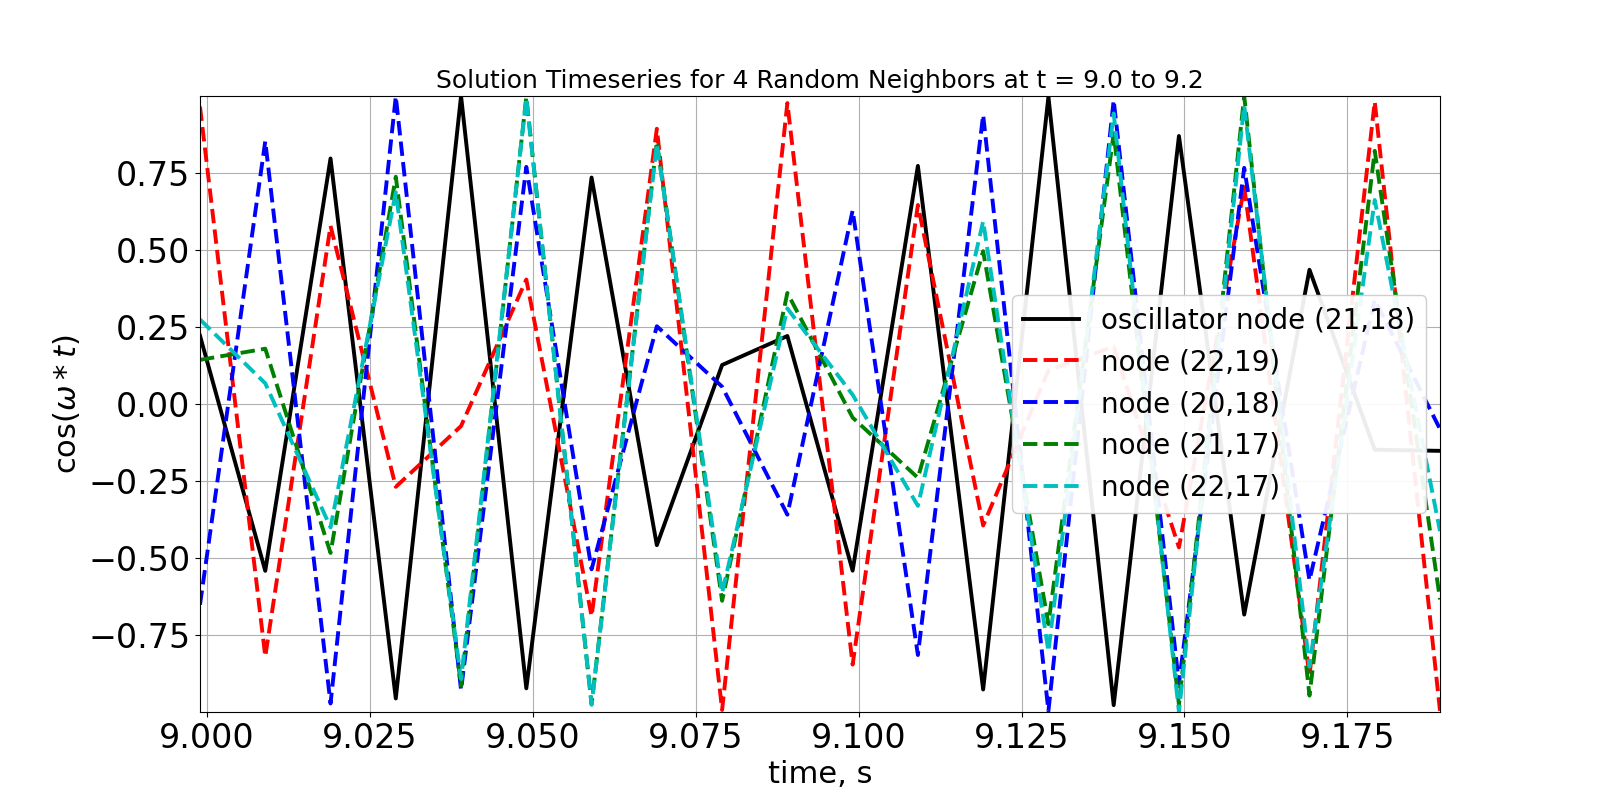 Solution Timeseries for 4 Random Neighbors at t = 9.0 to 9.2
cos(ω * t)
0.75
0.50
0.25
0.00
−0.25
−0.50
−0.75
oscillator node (21,18)
node (22,19)
node (20,18)
node (21,17)
node (22,17)
9.000 9.025 9.050 9.075 9.100 9.125 9.150 9.175
time, s